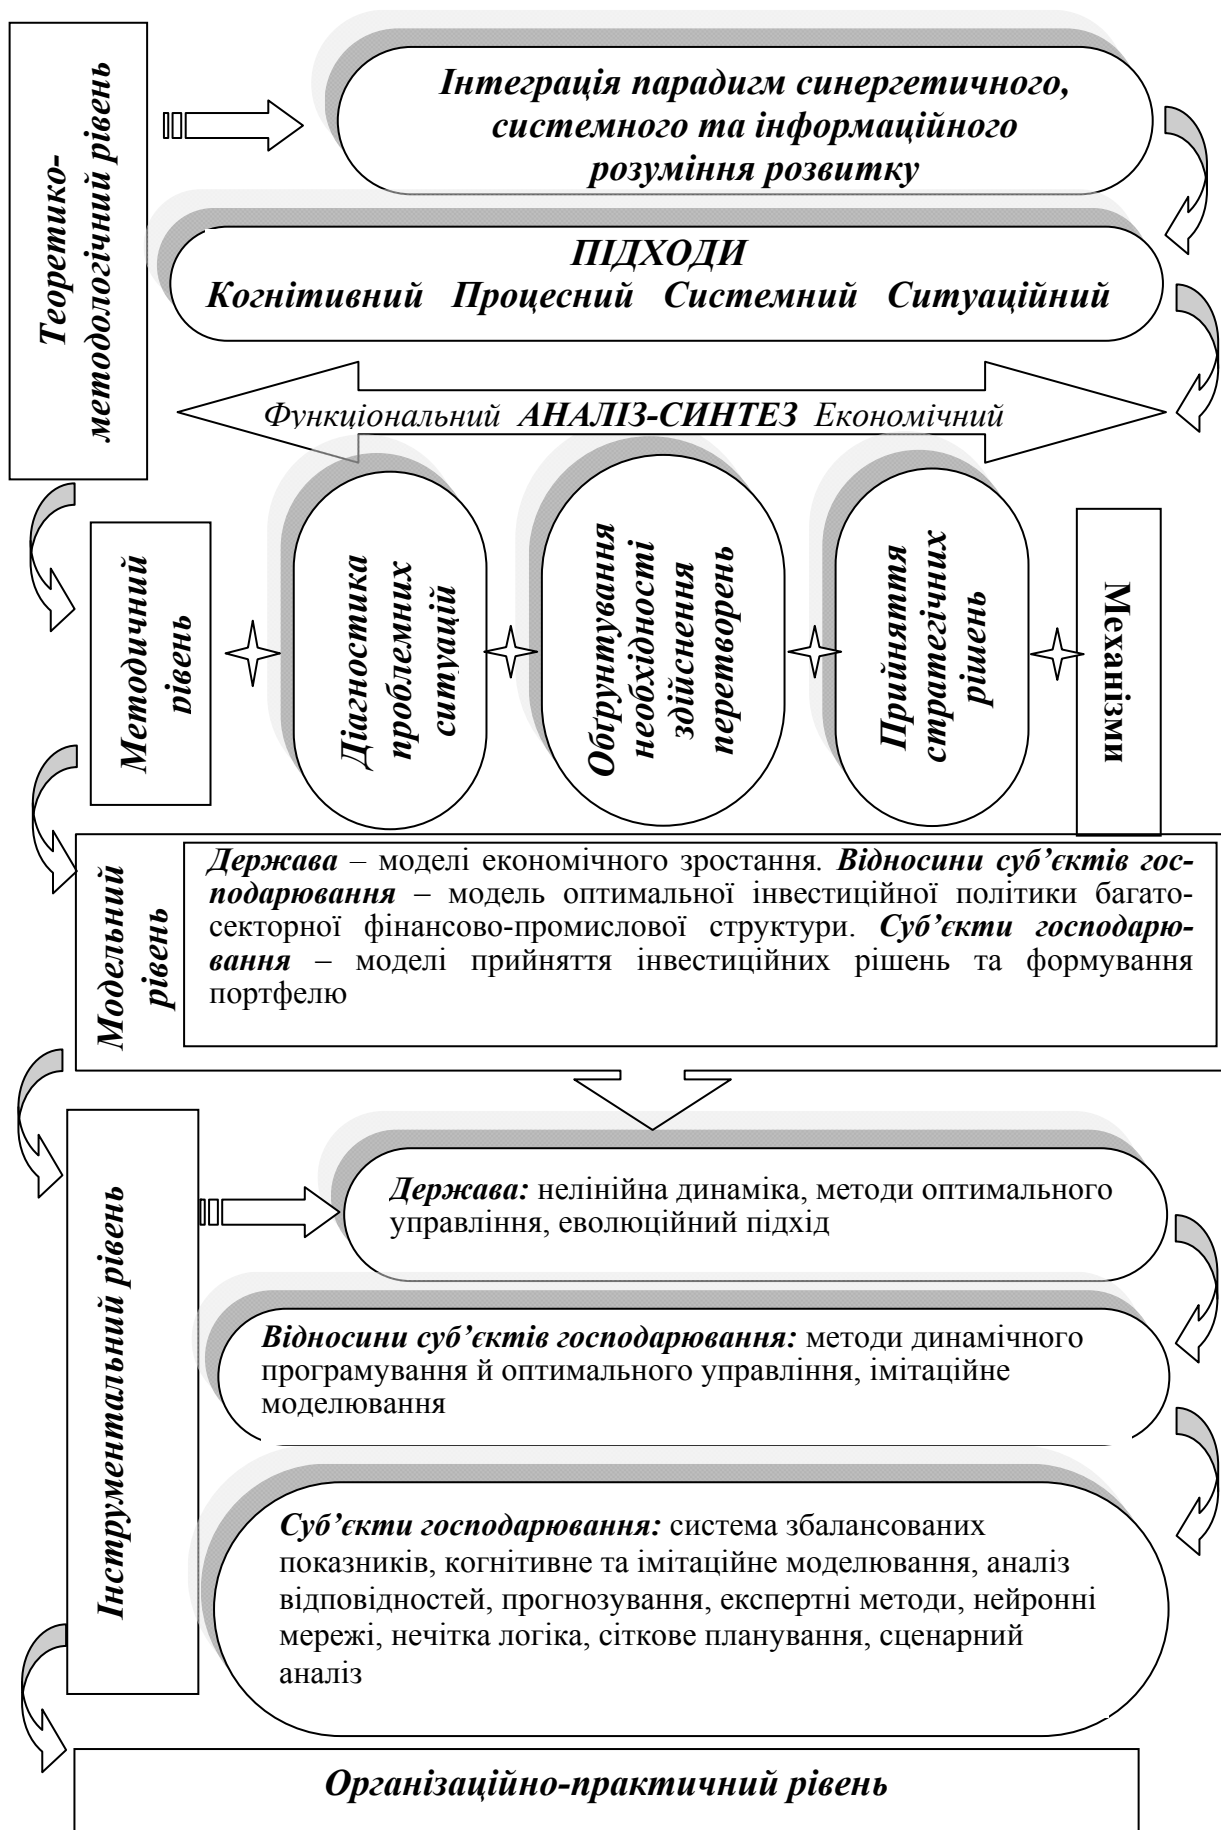 Теоретико-
методологічний рівень
Інтеграція парадигм синергетичного,
системного та інформаційного
розуміння розвитку
ПІДХОДИ
Когнітивний Процесний Системний Ситуаційний
Функціональний АНАЛІЗ-СИНТЕЗ Економічний
Методичний
рівень
Діагностика
проблемних
ситуацій
Обґрунтування
необхідності
здійснення
перетворень
Прийняття
стратегічних
рішень
Механізми
Модельний
рівень
Держава – моделі економічного зростання. Відносини суб’єктів гос-
подарювання – модель оптимальної інвестиційної політики багато-
секторної фінансово-промислової структури. Суб’єкти господарю-
вання – моделі прийняття інвестиційних рішень та формування
портфелю
Інструментальний рівень
Держава: нелінійна динаміка, методи оптимального
управління, еволюційний підхід
Відносини суб’єктів господарювання: методи динамічного
програмування й оптимального управління, імітаційне
моделювання
Суб’єкти господарювання: система збалансованих
показників, когнітивне та імітаційне моделювання, аналіз
відповідностей, прогнозування, експертні методи, нейронні
мережі, нечітка логіка, сіткове планування, сценарний
аналіз
Організаційно-практичний рівень